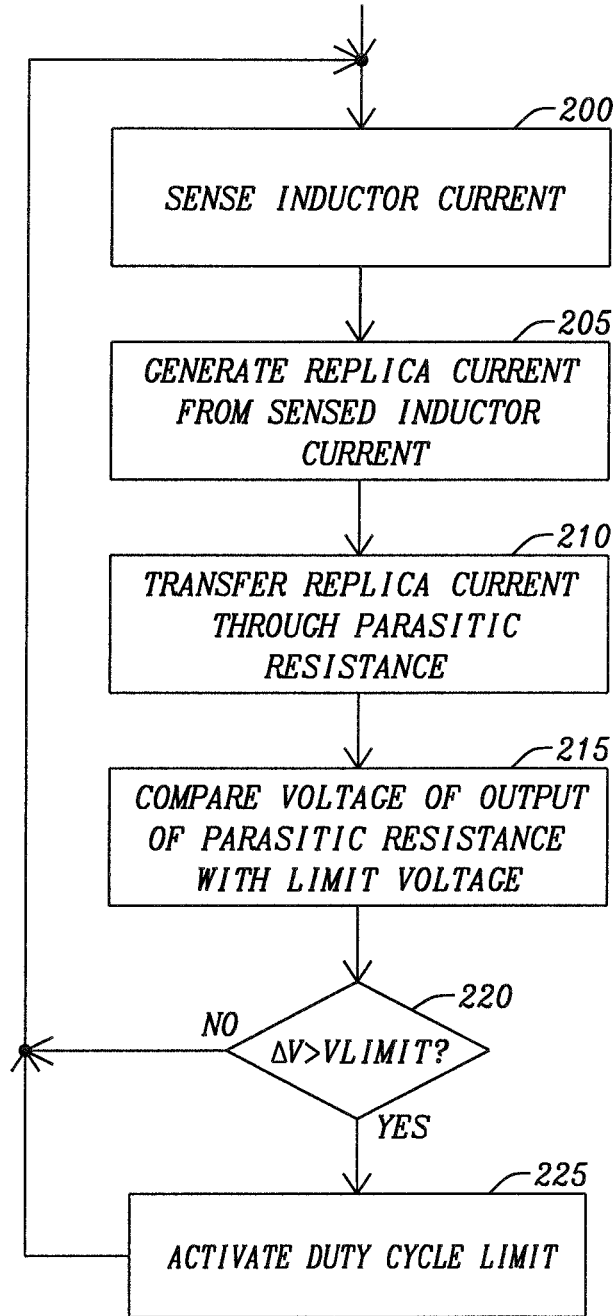 200
SENSE INDUCTOR CURRENT
205
GENERATE REPLICA CURRENT
FROM SENSED INDUCTOR
CURRENT
210
TRANSFER REPLICA CURRENT
THROUGH PARASITIC
RESISTANCE
215
COMPARE VOLTAGE OF OUTPUT
OF PARASITIC RESISTANCE
WITH LIMIT VOLTAGE
220
NO
ΔV>VLIMIT?
YES
225
ACTIVATE DUTY CYCLE LIMIT